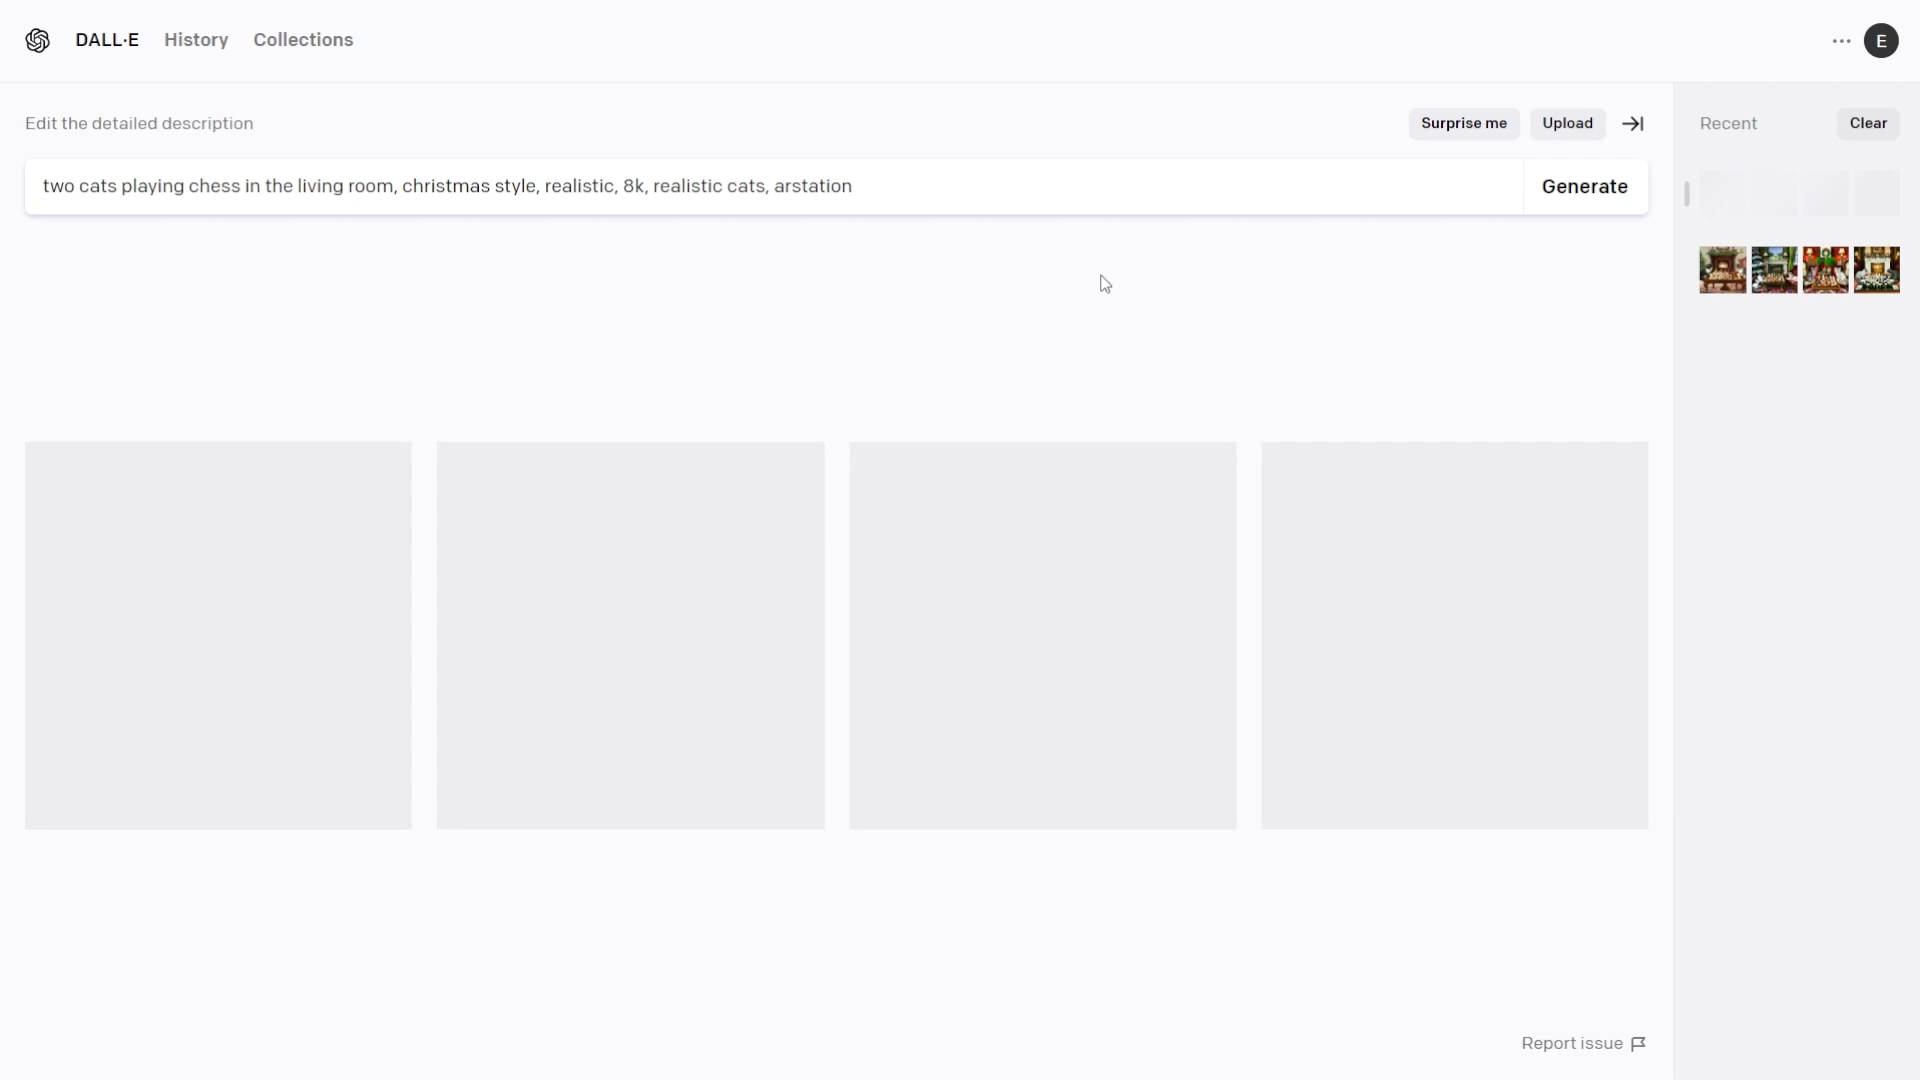 DALL·E History Collections ··· E
Edit the detailed description Surprise me Upload Recent Clear
two cats playing chess in the living room, christmas style, realistic, 8k, realistic cats, arstation Generate
Report issue